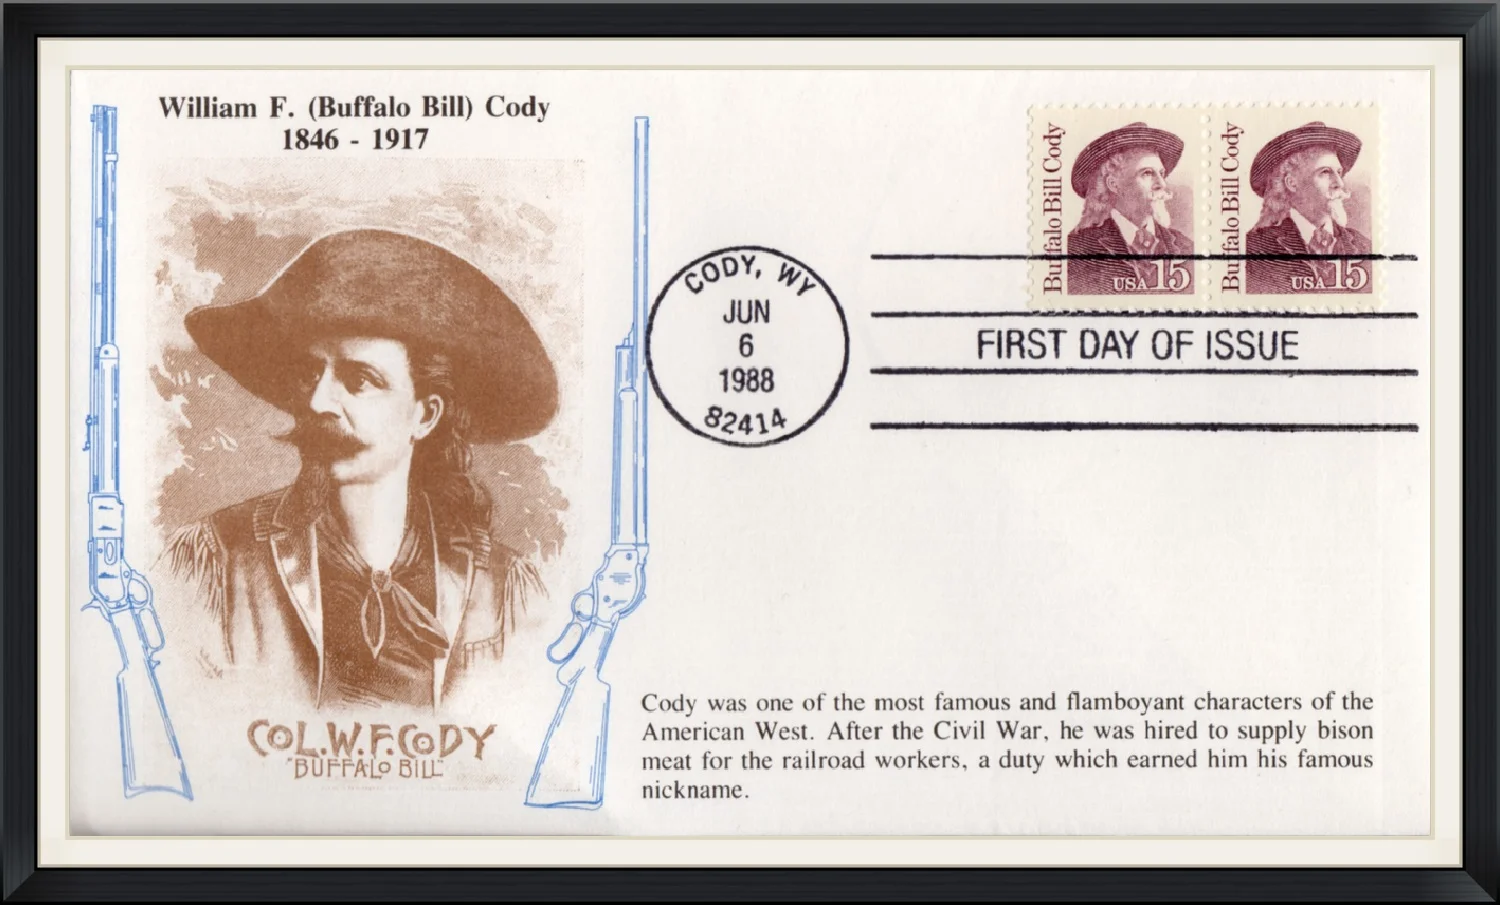 William F. (Buffalo Bill) Cody
1846 - 1917
Buffalo Bill Cody
USA 15
Buffalo Bill Cody
USA 15
CODY, WY
JUN
6
1988
82414
FIRST DAY OF ISSUE
COL. W. F. CODY
"BUFFALO BILL"
Cody was one of the most famous and flamboyant characters of the
American West. After the Civil War, he was hired to supply bison
meat for the railroad workers, a duty which earned him his famous
nickname.